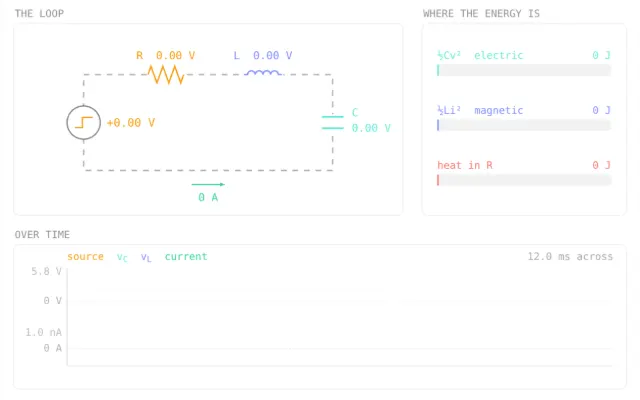 THE LOOP
R 0.00 V L 0.00 V
+0.00 V
C
0.00 V
0 A
WHERE THE ENERGY IS
½Cv² electric 0 J
½Li² magnetic 0 J
heat in R 0 J
OVER TIME
source v_C v_L current 12.0 ms across
5.8 V
0 V
1.0 nA
0 A